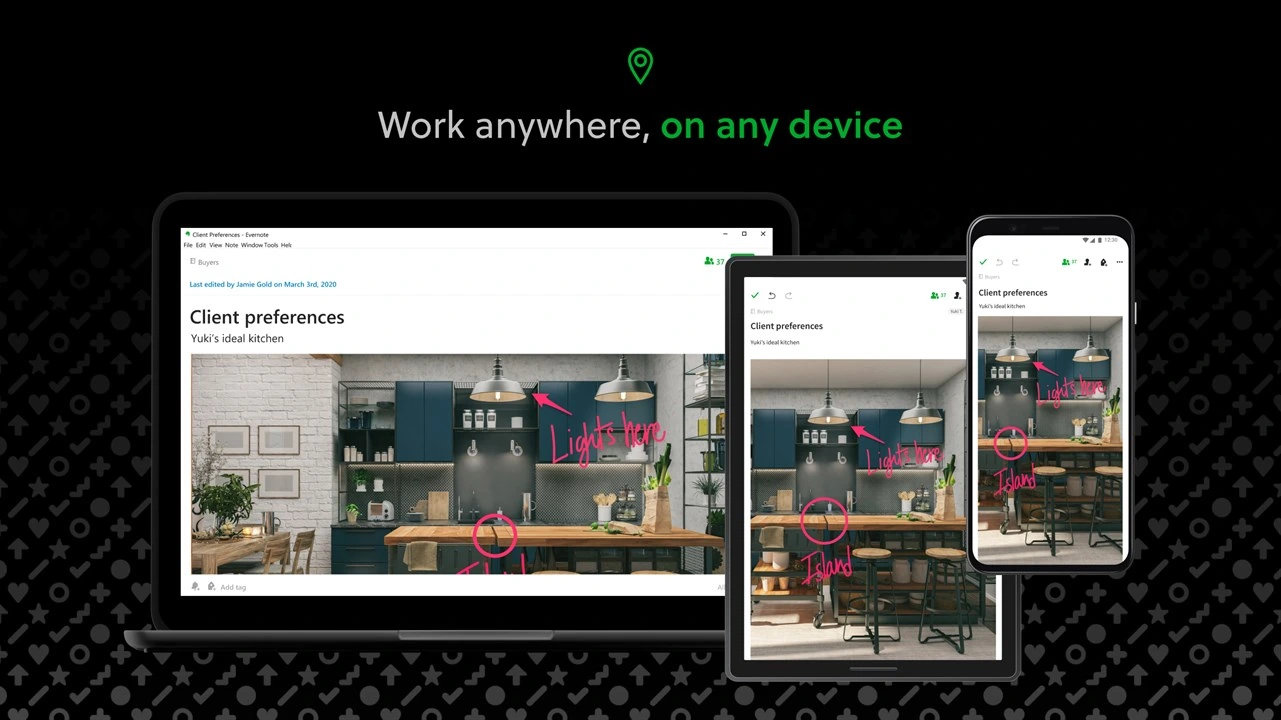 Work anywhere, on any device
Client Preferences - Evernote
File Edit View Note Window Tools Help
Buyers
37
Last edited by Jamie Gold on March 3rd, 2020
Client preferences
Yuki's ideal kitchen
Lights here
Island
Add tag
37
Buyers
Yuki T.
Client preferences
Yuki's ideal kitchen
Lights here
Island
12:30
37
Buyers
Client preferences
Yuki's ideal kitchen
Lights here
Island